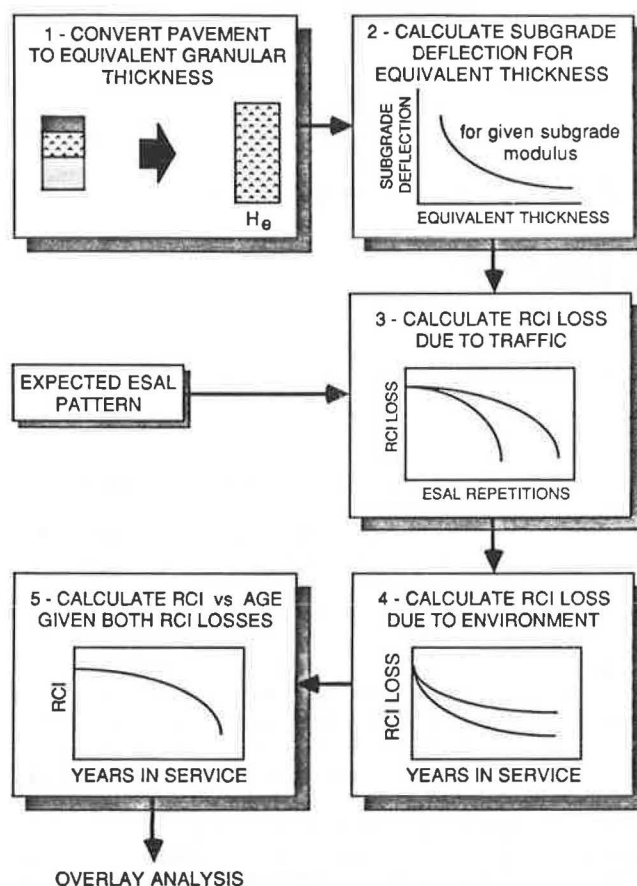 1 - CONVERT PAVEMENT
TO EQUIVALENT GRANULAR
THICKNESS
He
2 - CALCULATE SUBGRADE
DEFLECTION FOR
EQUIVALENT THICKNESS
SUBGRADE
DEFLECTION
for given subgrade
modulus
EQUIVALENT THICKNESS
3 - CALCULATE RCI LOSS
DUE TO TRAFFIC
RCI LOSS
ESAL REPETITIONS
EXPECTED ESAL
PATTERN
4 - CALCULATE RCI LOSS
DUE TO ENVIRONMENT
RCI LOSS
YEARS IN SERVICE
5 - CALCULATE RCI vs AGE
GIVEN BOTH RCI LOSSES
RCI
YEARS IN SERVICE
OVERLAY ANALYSIS